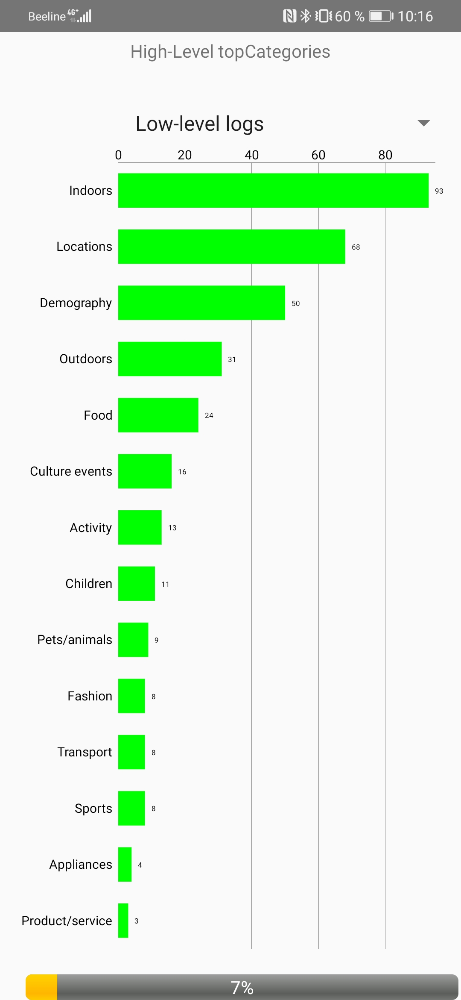 Beeline 4G+ 60 % 10:16
High-Level topCategories
Low-level logs
0 20 40 60 80
Indoors 93
Locations 68
Demography 50
Outdoors 31
Food 24
Culture events 16
Activity 13
Children 11
Pets/animals 9
Fashion 8
Transport 8
Sports 8
Appliances 4
Product/service 3
7%